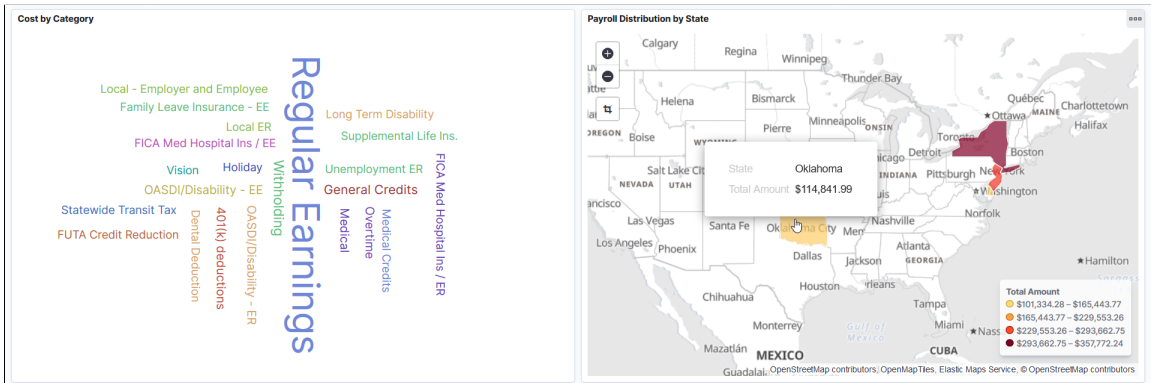 Cost by Category
Regular Earnings
Local - Employer and Employee
Family Leave Insurance - EE
Local ER
FICA Med Hospital Ins / EE
Vision
Holiday
OASDI/Disability - EE
Withholding
Statewide Transit Tax
FUTA Credit Reduction
Dental Deduction
401(k) deductions
OASDI/Disability - ER
Long Term Disability
Supplemental Life Ins.
Unemployment ER
General Credits
Medical
Overtime
Medical Credits
FICA Med Hospital Ins / ER
Payroll Distribution by State
Calgary
Regina
Winnipeg
Thunder Bay
Québec
Charlottetown
Helena
Bismarck
MAINE
Ottawa
Halifax
OREGON
Boise
Pierre
Minneapolis
Toronto
Detroit
Boston
State
Oklahoma
Total Amount
$114,841.99
Salt Lake City
NEVADA
UTAH
INDIANA
Pittsburgh
New York
Washington
Norfolk
Las Vegas
Santa Fe
Oklahoma City
Nashville
Los Angeles
Phoenix
Atlanta
Dallas
Jackson
GEORGIA
Hamilton
Houston
Chihuahua
Tampa
Monterrey
Gulf of
Mexico
Miami
Mazatlán
MEXICO
CUBA
Total Amount
$101,334.28 – $165,443.77
$165,443.77 – $229,553.26
$229,553.26 – $293,662.75
$293,662.75 – $357,772.24
OpenStreetMap contributors, OpenMapTiles, Elastic Maps Service, © OpenStreetMap contributors